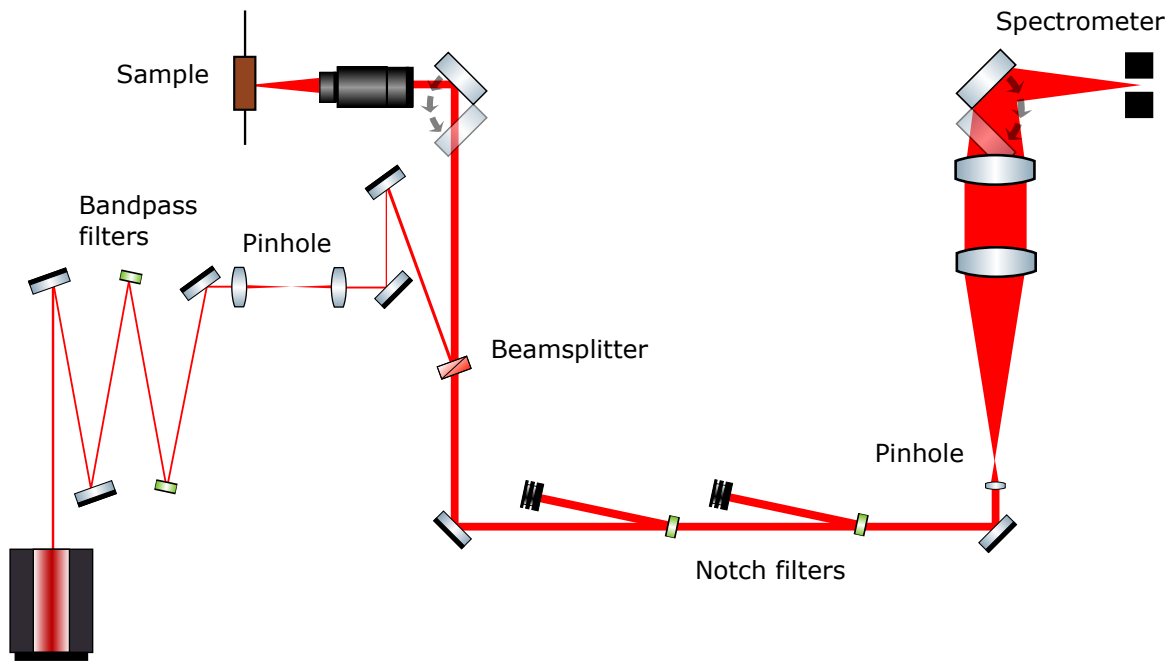 Spectrometer
Sample
Bandpass
filters
Pinhole
Beamsplitter
Pinhole
Notch filters